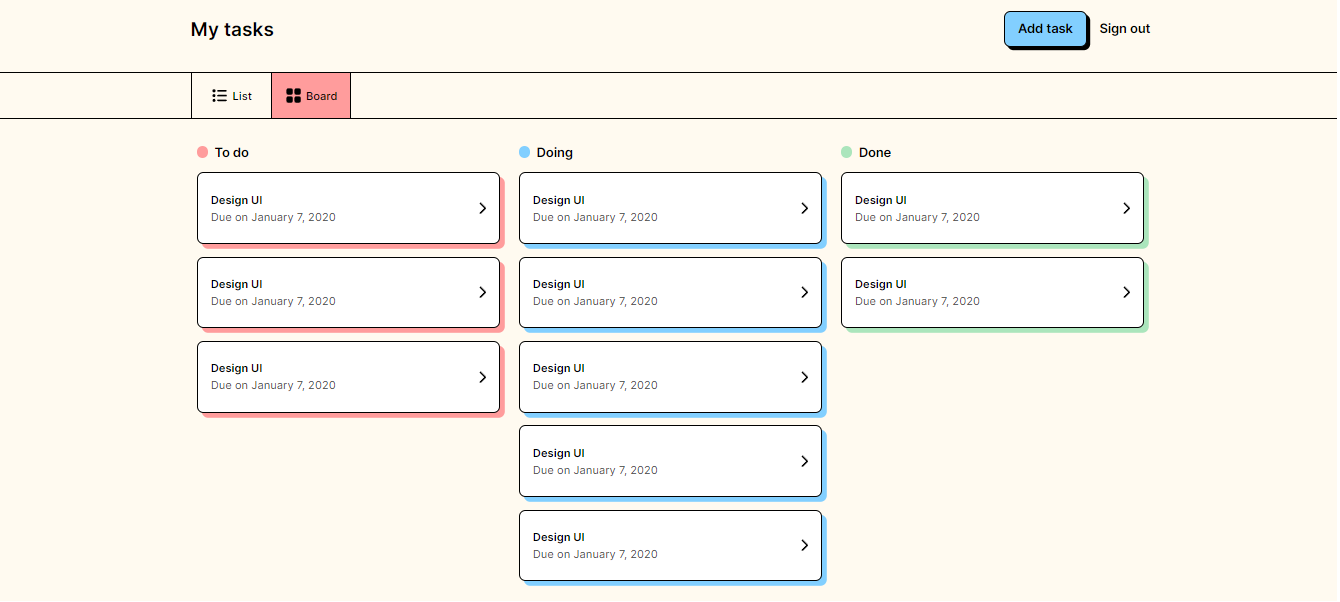 My tasks
Add task
Sign out
List
Board
To do
Design UI
Due on January 7, 2020
Design UI
Due on January 7, 2020
Design UI
Due on January 7, 2020
Doing
Design UI
Due on January 7, 2020
Design UI
Due on January 7, 2020
Design UI
Due on January 7, 2020
Design UI
Due on January 7, 2020
Design UI
Due on January 7, 2020
Done
Design UI
Due on January 7, 2020
Design UI
Due on January 7, 2020